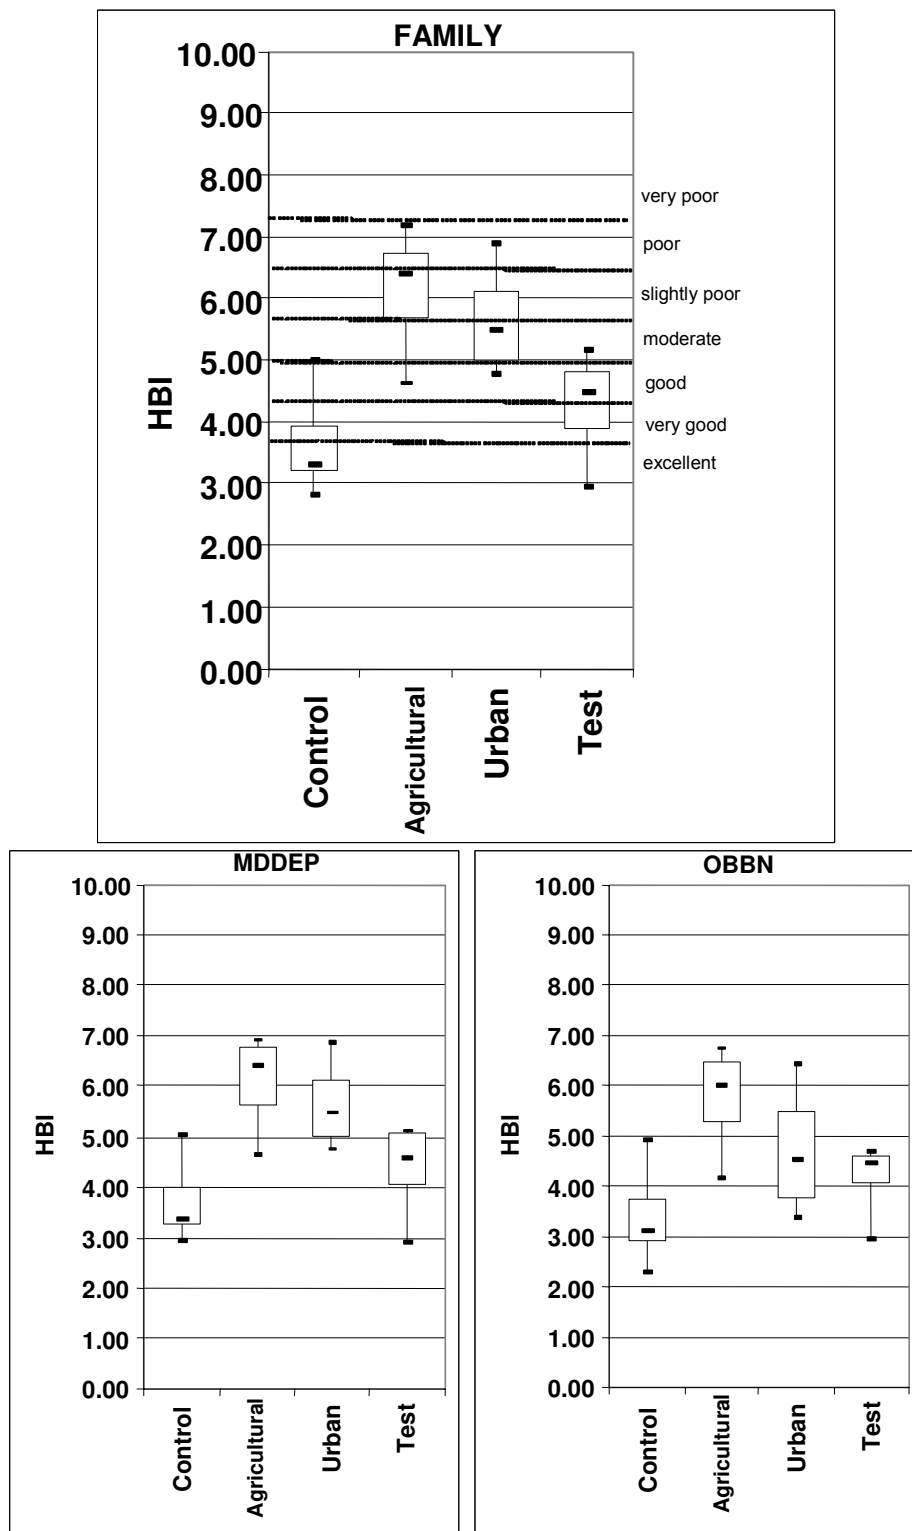 FAMILY
10.00
9.00
8.00
7.00
6.00
5.00
4.00
3.00
2.00
1.00
0.00
HBI
very poor
poor
slightly poor
moderate
good
very good
excellent
Control
Agricultural
Urban
Test
MDDEP
10.00
9.00
8.00
7.00
6.00
5.00
4.00
3.00
2.00
1.00
0.00
HBI
Control
Agricultural
Urban
Test
OBBN
10.00
9.00
8.00
7.00
6.00
5.00
4.00
3.00
2.00
1.00
0.00
HBI
Control
Agricultural
Urban
Test